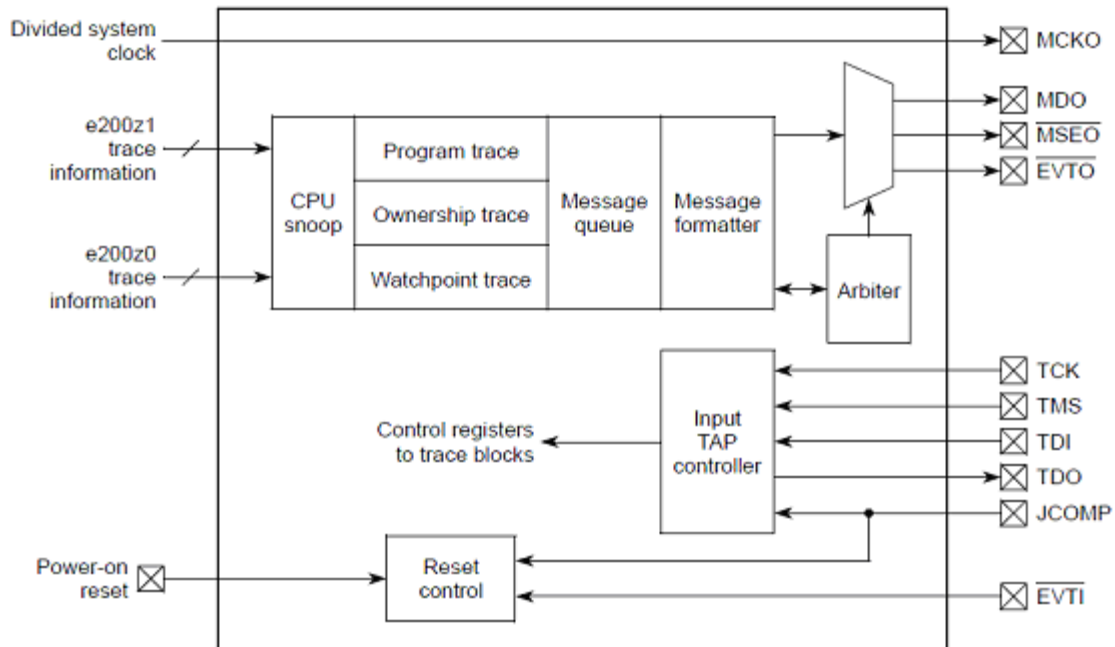 Divided system
clock
MCKO
MDO
MSEO
EVTO
e200z1
trace
information
e200z0
trace
information
CPU
snoop
Program trace
Ownership trace
Watchpoint trace
Message
queue
Message
formatter
Arbiter
Control registers
to trace blocks
Input
TAP
controller
TCK
TMS
TDI
TDO
JCOMP
Power-on
reset
Reset
control
EVTI